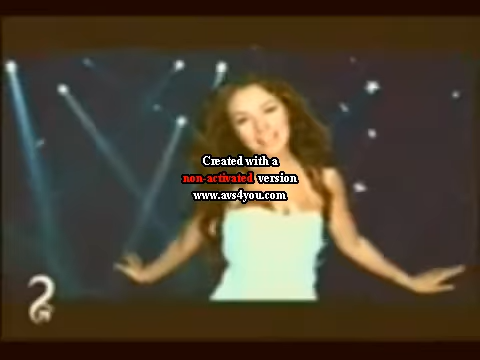 Created with a
non-activated version
www.avs4you.com